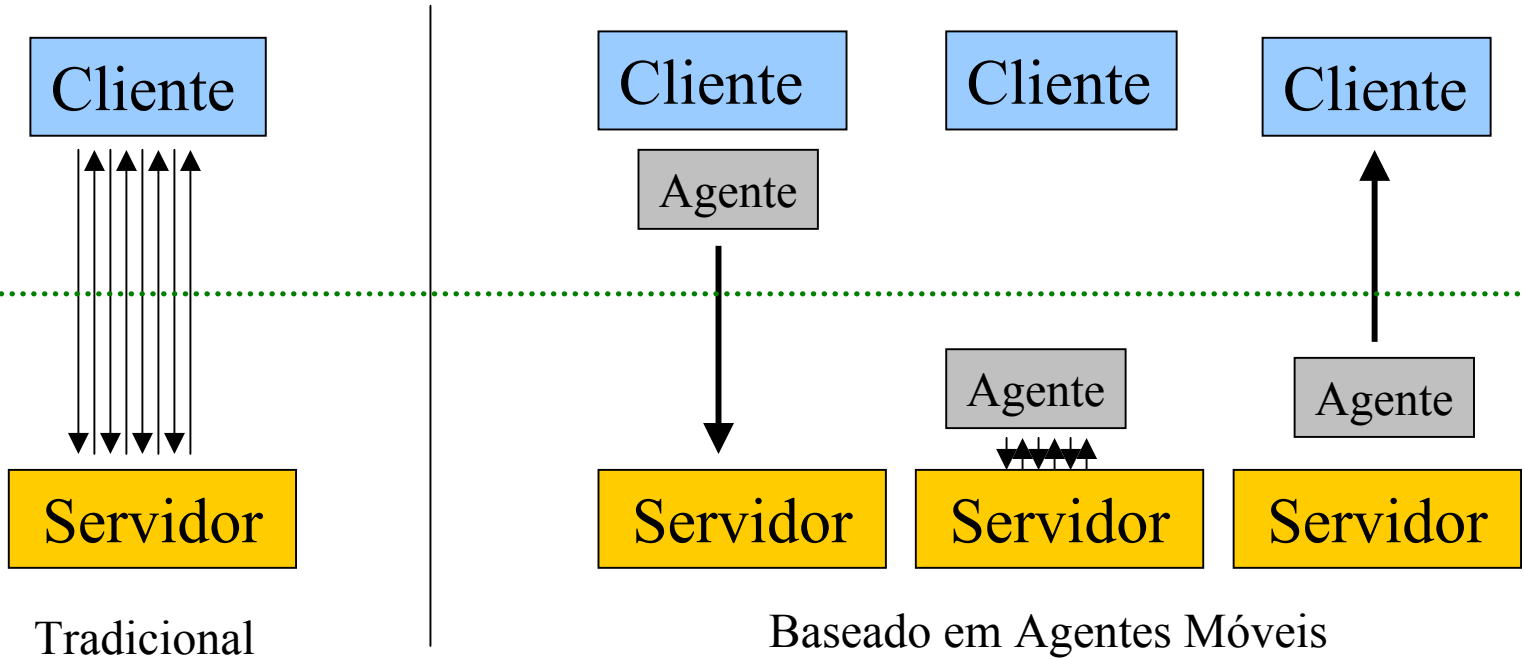 Cliente
Servidor
Tradicional
Cliente
Agente
Servidor
Cliente
Agente
Servidor
Cliente
Agente
Servidor
Baseado em Agentes Móveis